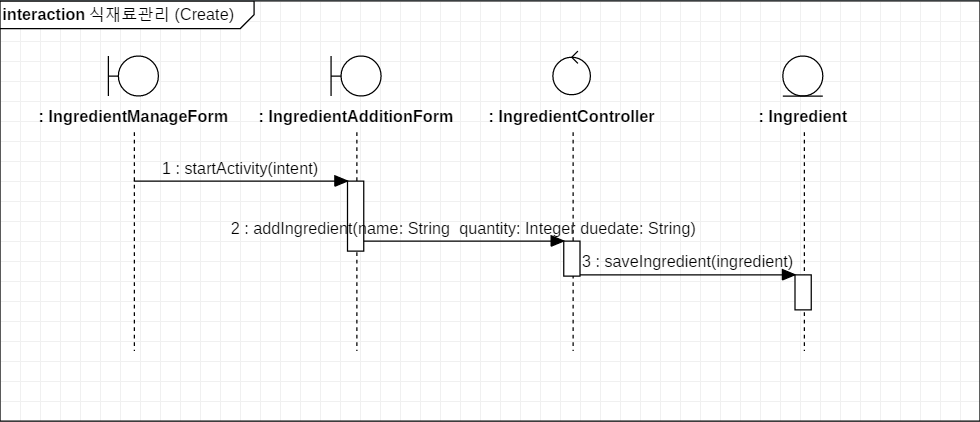 interaction 식재료관리 (Create)
: IngredientManageForm
: IngredientAdditionForm
: IngredientController
: Ingredient
1 : startActivity(intent)
2 : addIngredient(name: String  quantity: Integer duedate: String)
3 : saveIngredient(ingredient)